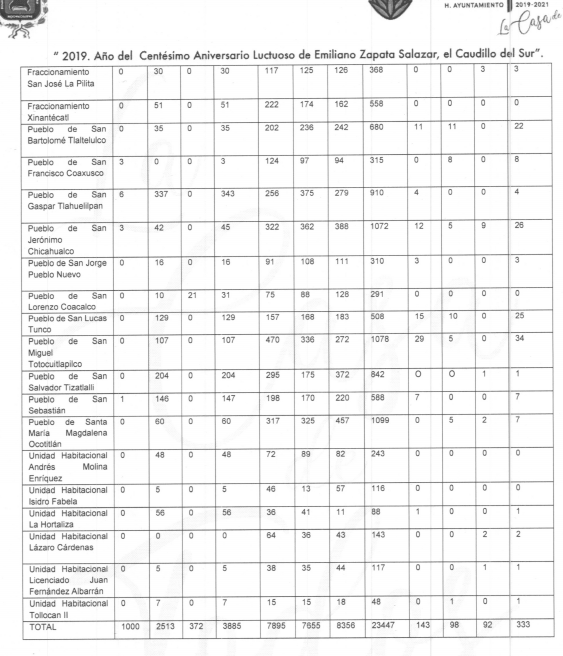 H. AYUNTAMIENTO 2019-2021
La Casa de
“ 2019. Año del Centésimo Aniversario Luctuoso de Emiliano Zapata Salazar, el Caudillo del Sur”.
Fraccionamiento 0 30 0 30 117 125 126 368 0 0 3 3
San José La Pilita
Fraccionamiento 0 51 0 51 222 174 162 558 0 0 0 0
Xinantécatl
Pueblo de San 0 35 0 35 202 236 242 680 11 11 0 22
Bartolomé Tlaltelulco
Pueblo de San 3 0 0 3 124 97 94 315 0 8 0 8
Francisco Coaxusco
Pueblo de San 6 337 0 343 256 375 279 910 4 0 0 4
Gaspar Tlahuelilpan
Pueblo de San 3 42 0 45 322 362 388 1072 12 5 9 26
Jerónimo
Chicahualco
Pueblo de San Jorge 0 16 0 16 91 108 111 310 3 0 0 3
Pueblo Nuevo
Pueblo de San 0 10 21 31 75 88 128 291 0 0 0 0
Lorenzo Coacalco
Pueblo de San Lucas 0 129 0 129 157 168 183 508 15 10 0 25
Tunco
Pueblo de San 0 107 0 107 470 336 272 1078 29 5 0 34
Miguel
Totocuitlapilco
Pueblo de San 0 204 0 204 295 175 372 842 O O 1 1
Salvador Tizatlalli
Pueblo de San 1 146 0 147 198 170 220 588 7 0 0 7
Sebastián
Pueblo de Santa 0 60 0 60 317 325 457 1099 0 5 2 7
María Magdalena
Ocotitlán
Unidad Habitacional 0 48 0 48 72 89 82 243 0 0 0 0
Andrés Molina
Enríquez
Unidad Habitacional 0 5 0 5 46 13 57 116 0 0 0 0
Isidro Fabela
Unidad Habitacional 0 56 0 56 36 41 11 88 1 0 0 1
La Hortaliza
Unidad Habitacional 0 0 0 0 64 36 43 143 0 0 2 2
Lázaro Cárdenas
Unidad Habitacional 0 5 0 5 38 35 44 117 0 0 1 1
Licenciado Juan
Fernández Albarrán
Unidad Habitacional 0 7 0 7 15 15 18 48 0 1 0 1
Tollocan II
TOTAL 1000 2513 372 3885 7895 7655 8356 23447 143 98 92 333